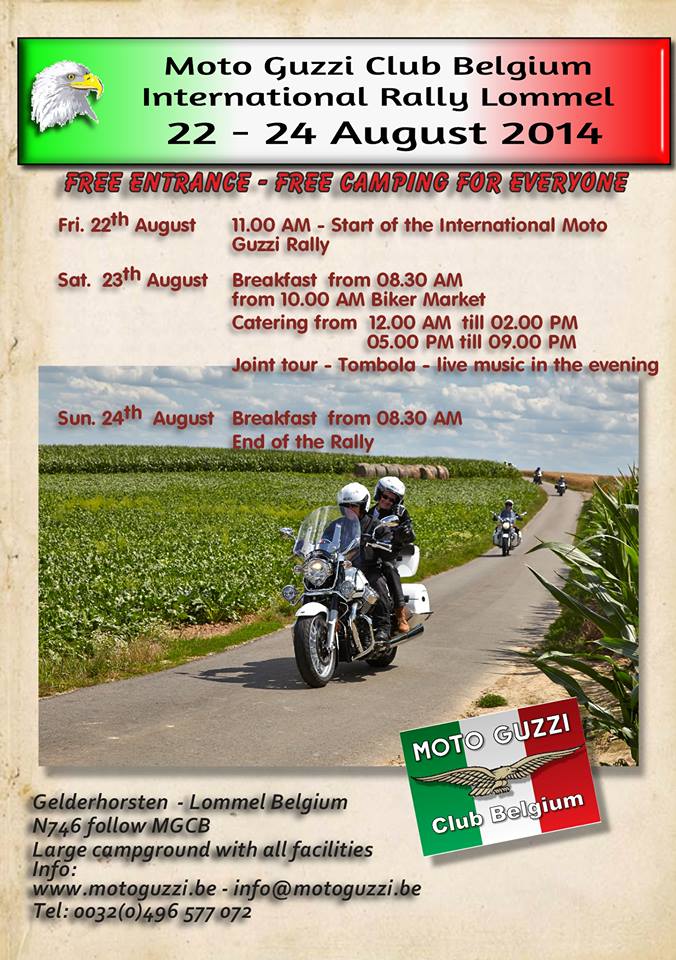 Moto Guzzi Club Belgium
International Rally Lommel
22 - 24 August 2014
FREE ENTRANCE - FREE CAMPING FOR EVERYONE
Fri. 22th August 11.00 AM - Start of the International Moto
Guzzi Rally
Sat. 23th August Breakfast from 08.30 AM
from 10.00 AM Biker Market
Catering from 12.00 AM till 02.00 PM
05.00 PM till 09.00 PM
Joint tour - Tombola - live music in the evening
Sun. 24th August Breakfast from 08.30 AM
End of the Rally
MOTO GUZZI
Club Belgium
Gelderhorsten - Lommel Belgium
N746 follow MGCB
Large campground with all facilities
Info:
www.motoguzzi.be - info@motoguzzi.be
Tel: 0032(0)496 577 072